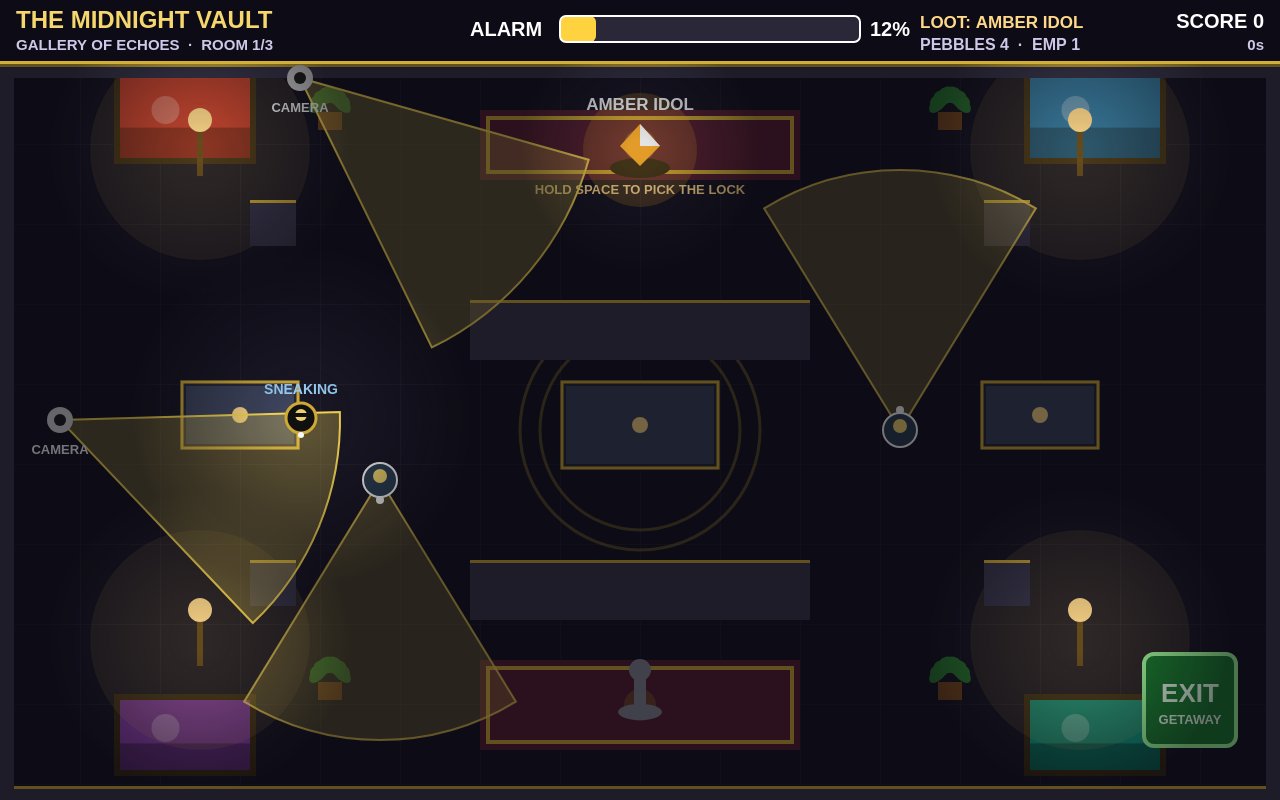 THE MIDNIGHT VAULT
GALLERY OF ECHOES · ROOM 1/3
ALARM
12%
LOOT: AMBER IDOL
PEBBLES 4 · EMP 1
SCORE 0
0s
CAMERA
AMBER IDOL
HOLD SPACE TO PICK THE LOCK
SNEAKING
CAMERA
EXIT
GETAWAY